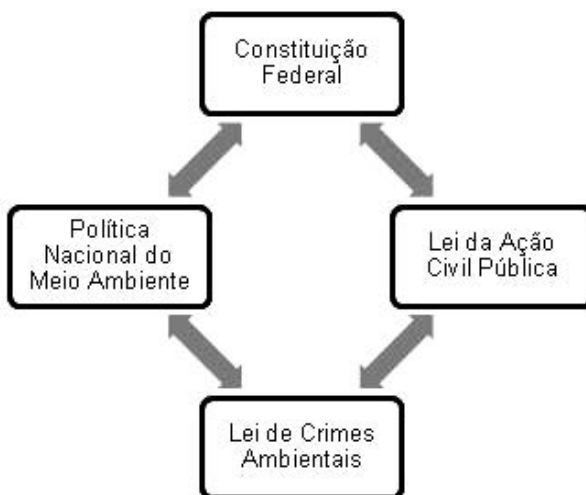 Constituição
Federal
Política
Nacional do
Meio Ambiente
Lei da Ação
Civil Pública
Lei de Crimes
Ambientais